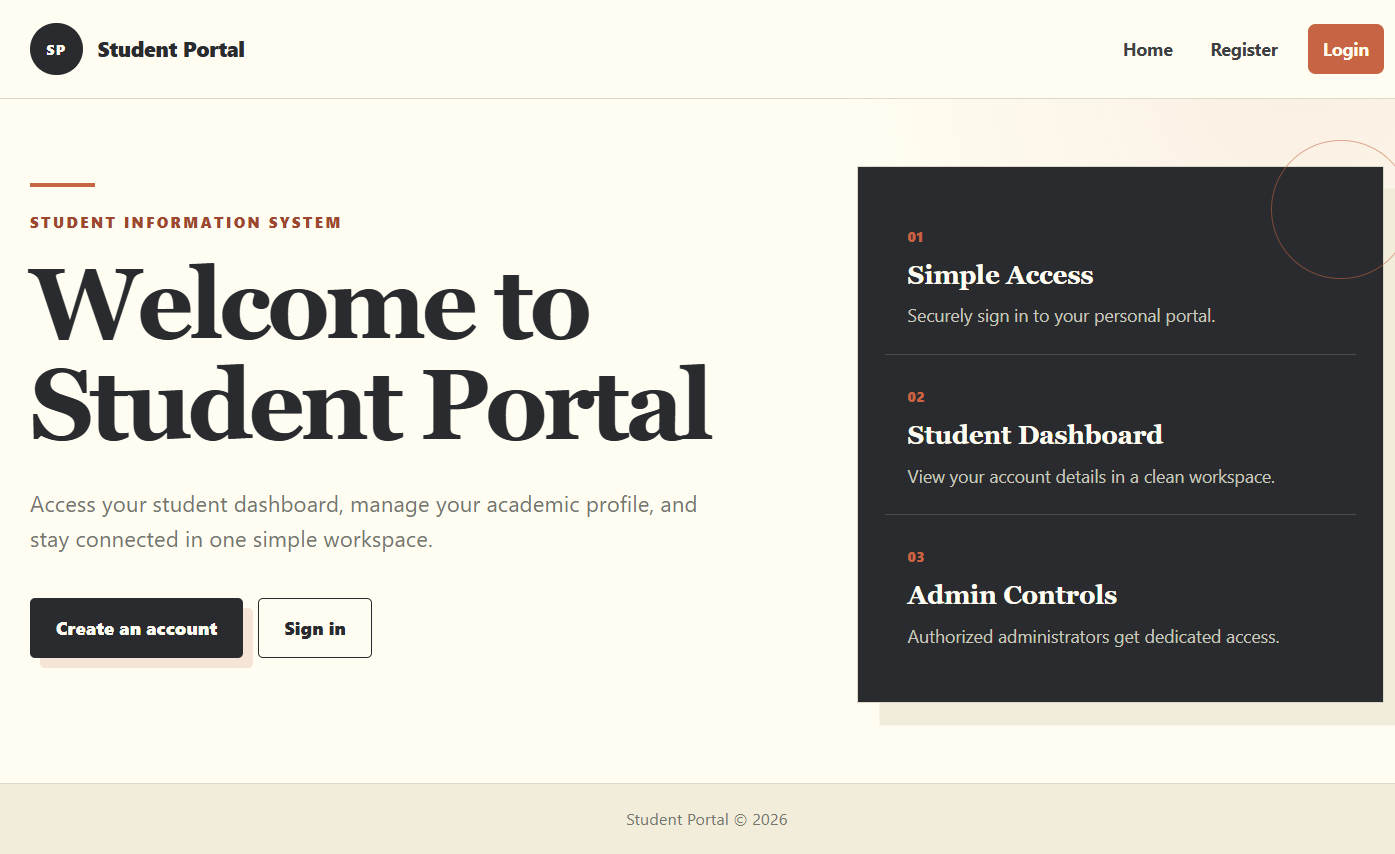 SP
Student Portal
Home
Register
Login
STUDENT INFORMATION SYSTEM
Welcome to
Student Portal
Access your student dashboard, manage your academic profile, and
stay connected in one simple workspace.
Create an account
Sign in
01
Simple Access
Securely sign in to your personal portal.
02
Student Dashboard
View your account details in a clean workspace.
03
Admin Controls
Authorized administrators get dedicated access.
Student Portal © 2026